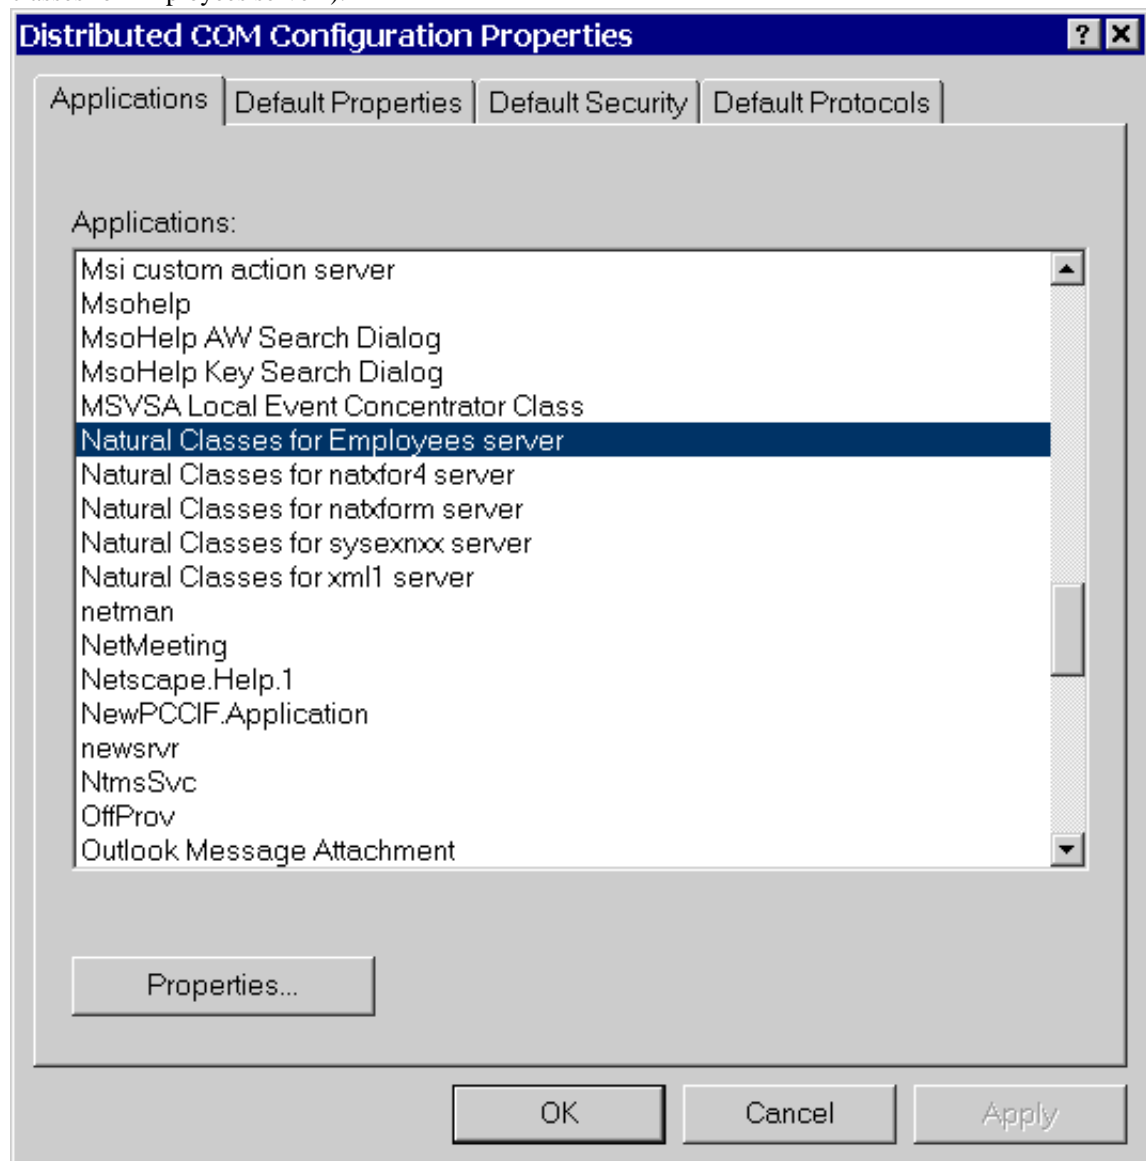 Distributed COM Configuration Properties
Applications
Default Properties
Default Security
Default Protocols
Applications:
Msi custom action server
Msohelp
MsoHelp AW Search Dialog
MsoHelp Key Search Dialog
MSVSA Local Event Concentrator Class
Natural Classes for Employees server
Natural Classes for natxfor4 server
Natural Classes for natxform server
Natural Classes for sysexnxx server
Natural Classes for xml1 server
netman
NetMeeting
Netscape.Help.1
NewPCCIF.Application
newsrvr
NtmsSvc
OffProv
Outlook Message Attachment
Properties...
OK
Cancel
Apply